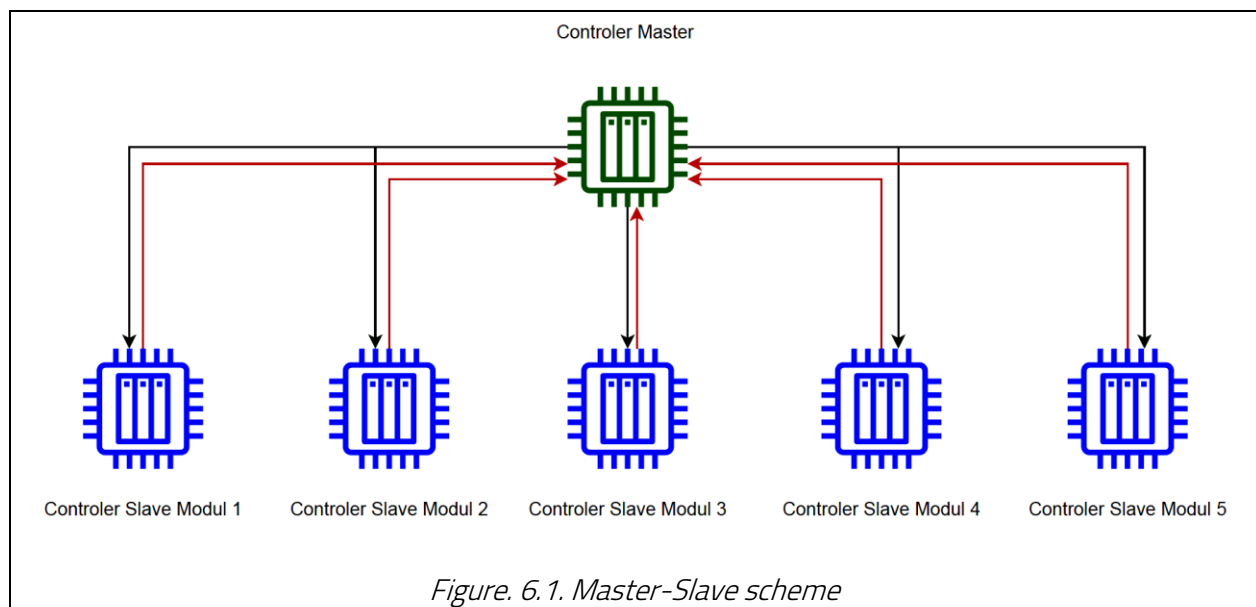 Controler Master
Controler Slave Modul 1
Controler Slave Modul 2
Controler Slave Modul 3
Controler Slave Modul 4
Controler Slave Modul 5
Figure. 6.1. Master-Slave scheme